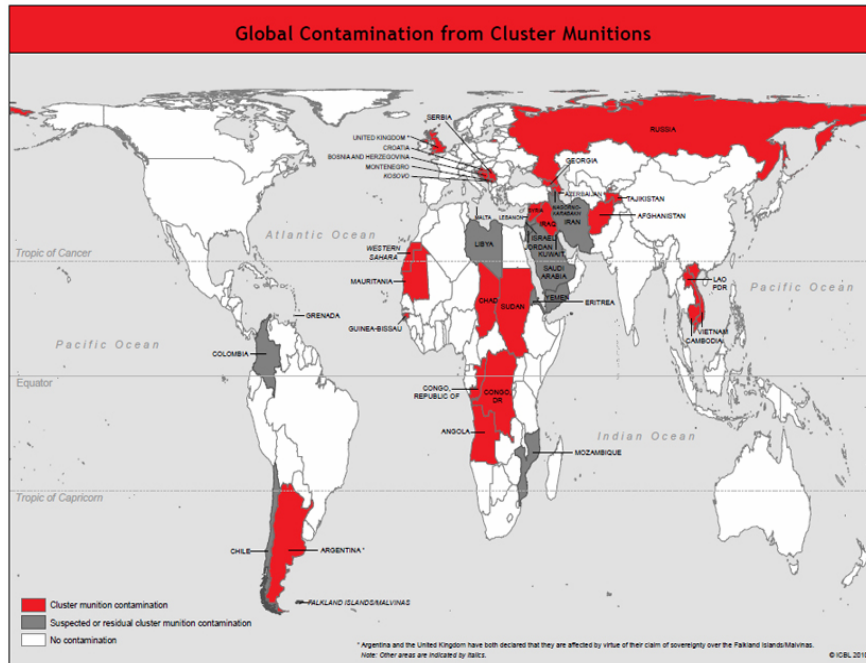 Global Contamination from Cluster Munitions
SERBIA
UNITED KINGDOM
CROATIA
BOSNIA AND HERZEGOVINA
MONTENEGRO
KOSOVO
RUSSIA
GEORGIA
AZERBAIJAN
NAGORNO-
KARABAKH
TAJIKISTAN
AFGHANISTAN
MALTA
LEBANON
SYRIA
IRAQ
IRAN
ISRAEL
JORDAN
KUWAIT
LIBYA
SAUDI
ARABIA
YEMEN
ERITREA
Atlantic Ocean
Tropic of Cancer
WESTERN
SAHARA
MAURITANIA
CHAD
SUDAN
LAO
PDR
Pacific Ocean
VIETNAM
CAMBODIA
GRENADA
GUINEA-BISSAU
Pacific Ocean
COLOMBIA
Equator
CONGO,
REPUBLIC OF
CONGO
DR
ANGOLA
Indian Ocean
MOZAMBIQUE
Tropic of Capricorn
CHILE
ARGENTINA *
FALKLAND ISLANDS/MALVINAS
Cluster munition contamination
Suspected or residual cluster munition contamination
No contamination
* Argentina and the United Kingdom have both declared that they are affected by virtue of their claim of sovereignty over the Falkland Islands/Malvinas.
Note: Other areas are indicated by italics.